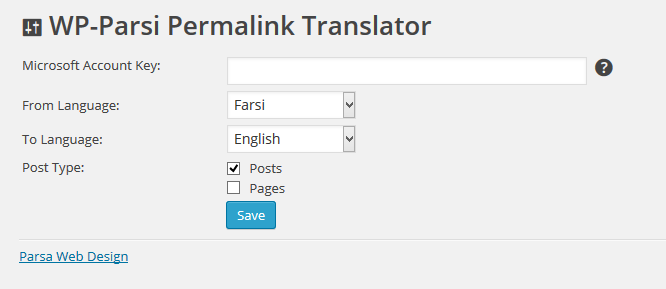 WP-Parsi Permalink Translator
Microsoft Account Key: ?
From Language: Farsi
To Language: English
Post Type: Posts
Pages
Save
Parsa Web Design